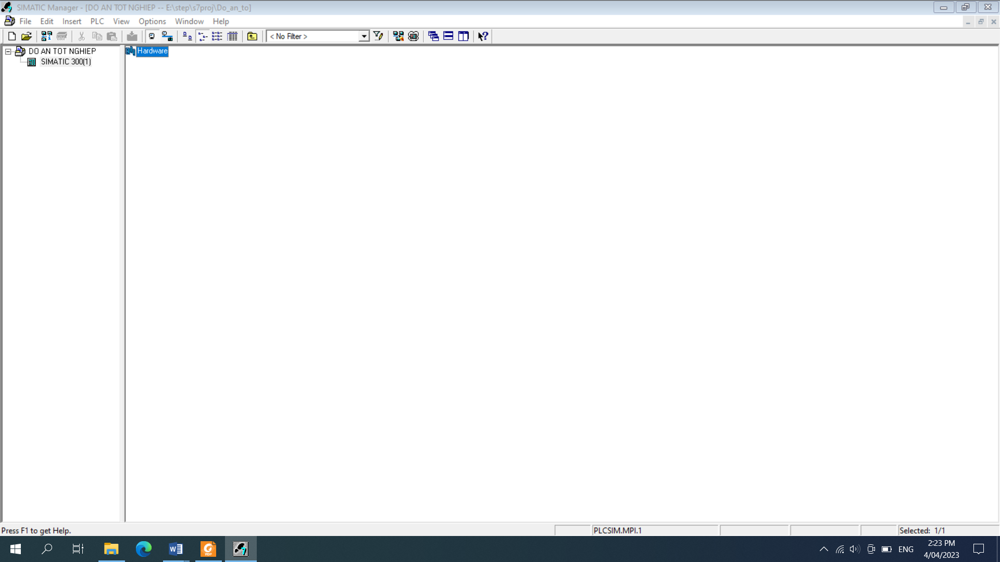 SIMATIC Manager - [DO AN TOT NGHIEP -- E:\step\s7proj\Do_an_to]
File Edit Insert PLC View Options Window Help
< No Filter >
DO AN TOT NGHIEP
SIMATIC 300(1)
Hardware
Press F1 to get Help.
PLCSIM.MPI.1
Selected: 1/1
ENG
2:23 PM
4/04/2023